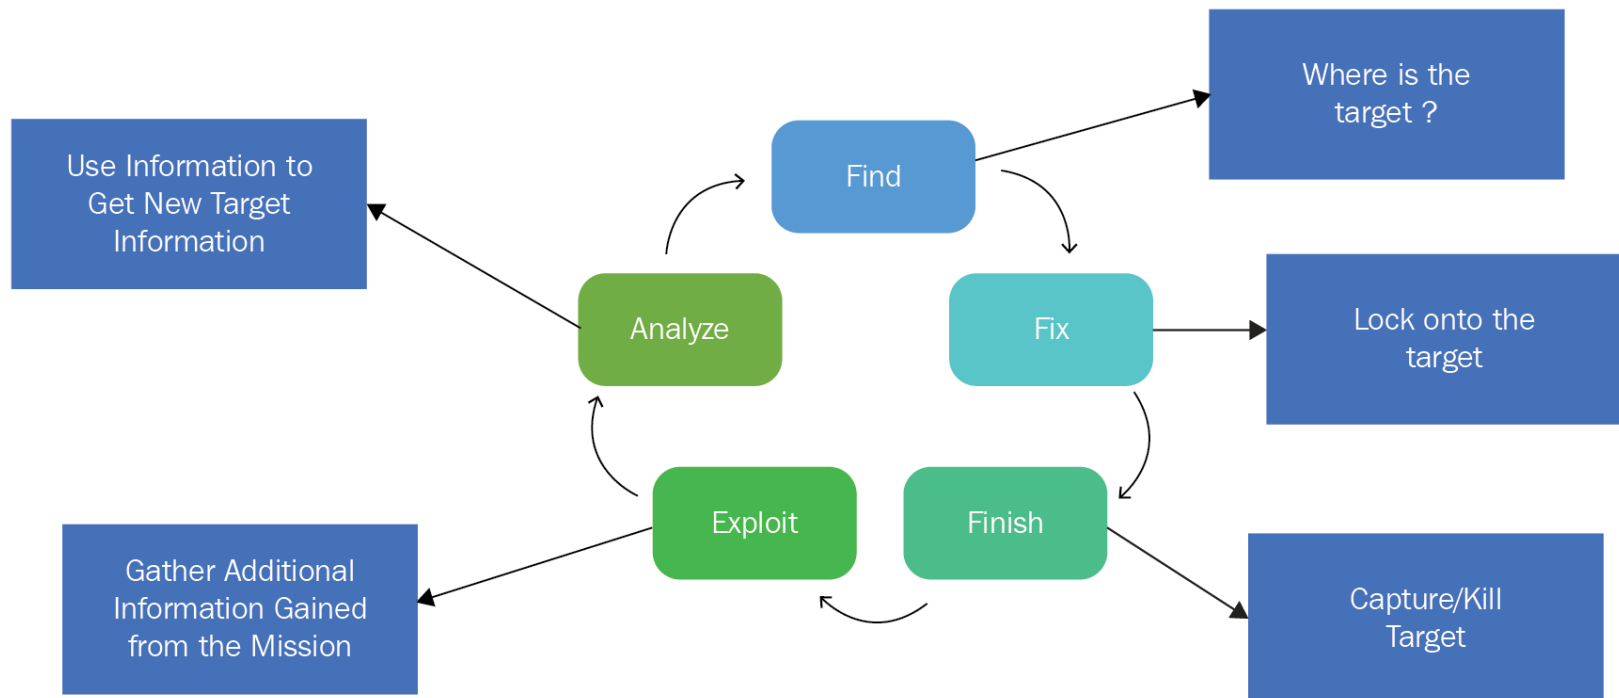 Where is the
target ?
Find
Use Information to
Get New Target
Information
Analyze
Fix
Lock onto the
target
Exploit
Finish
Gather Additional
Information Gained
from the Mission
Capture/Kill
Target